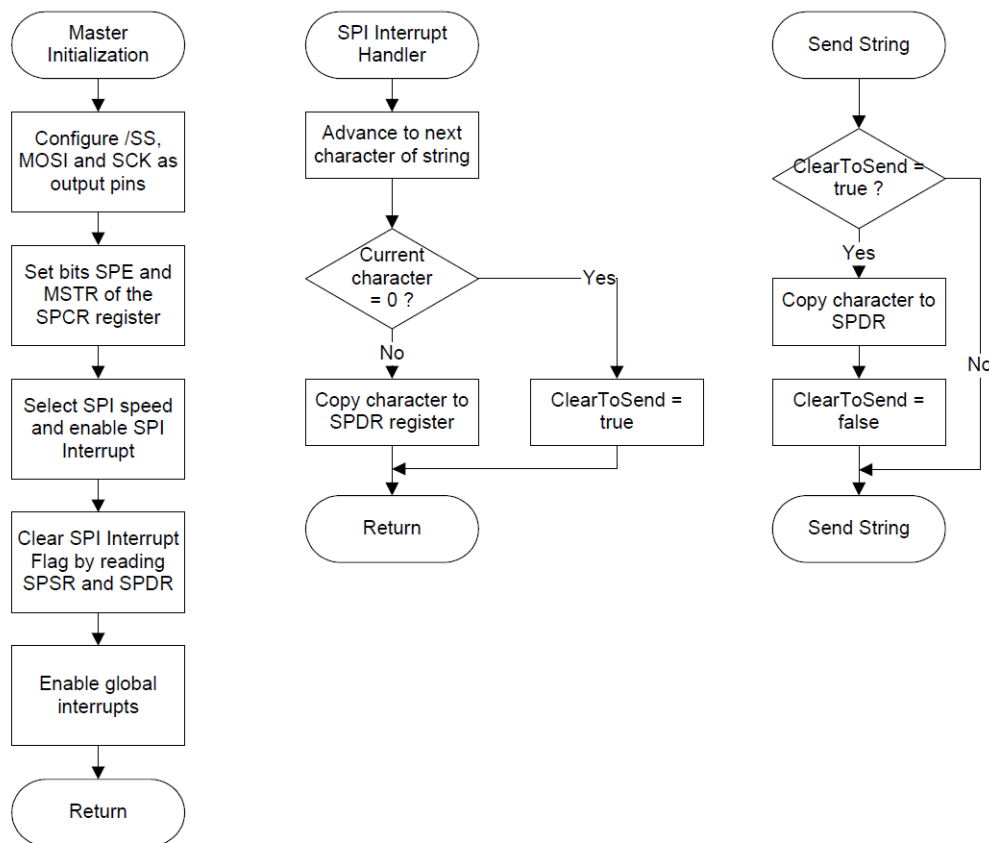 Master
Initialization
Configure /SS,
MOSI and SCK as
output pins
Set bits SPE and
MSTR of the
SPCR register
Select SPI speed
and enable SPI
Interrupt
Clear SPI Interrupt
Flag by reading
SPSR and SPDR
Enable global
interrupts
Return
SPI Interrupt
Handler
Advance to next
character of string
Current
character
= 0 ?
Yes
No
Copy character to
SPDR register
ClearToSend =
true
Return
Send String
ClearToSend =
true ?
Yes
No
Copy character to
SPDR
ClearToSend =
false
Send String